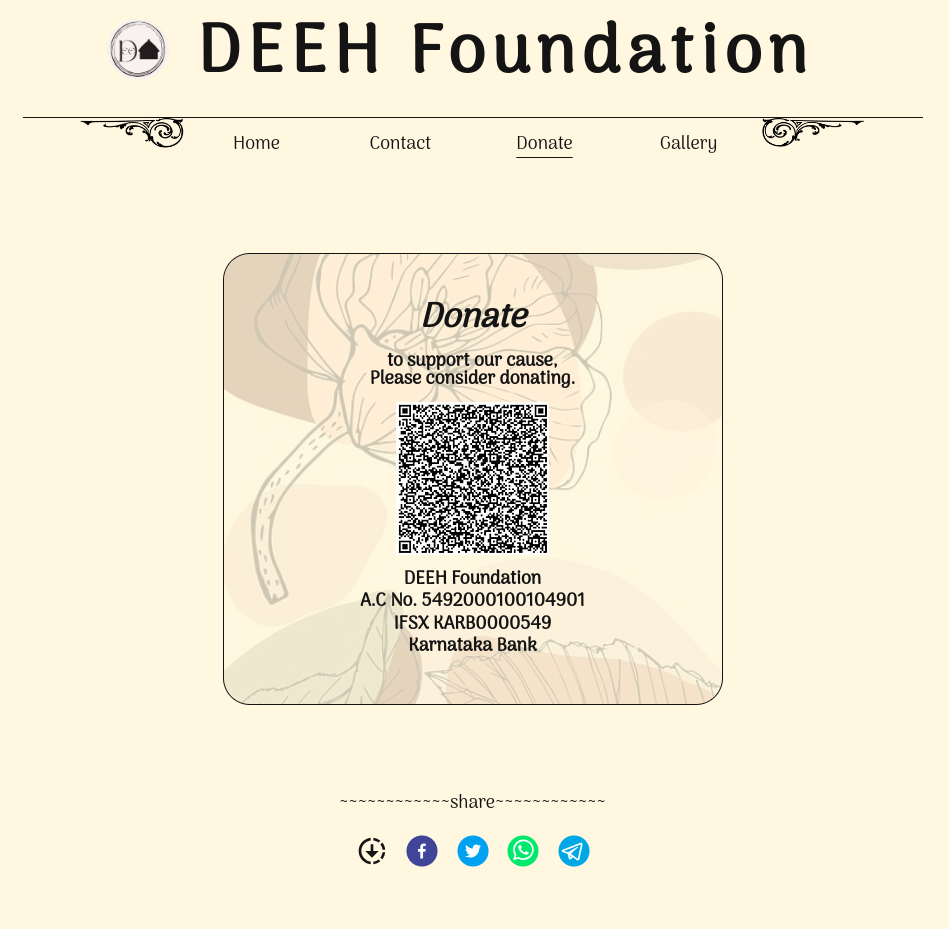 DEEH Foundation
Home Contact Donate Gallery
Donate
to support our cause,
Please consider donating.
DEEH Foundation
A.C No. 5492000100104901
IFSX KARB0000549
Karnataka Bank
~~~~~~~~~~~~share~~~~~~~~~~~~